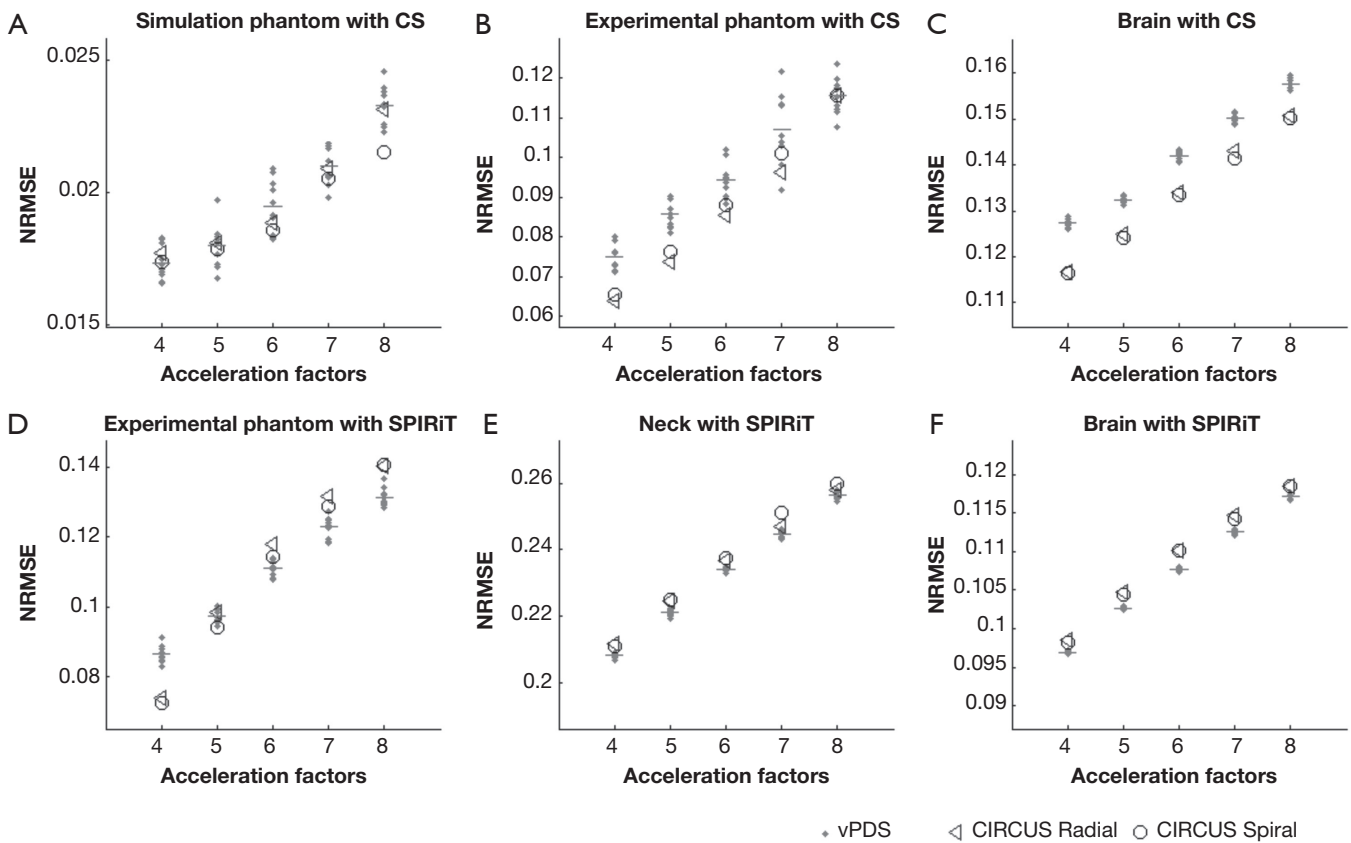 A
Simulation phantom with CS
NRMSE
0.025
0.02
0.015
4 5 6 7 8
Acceleration factors
B
Experimental phantom with CS
NRMSE
0.12
0.11
0.1
0.09
0.08
0.07
0.06
4 5 6 7 8
Acceleration factors
C
Brain with CS
NRMSE
0.16
0.15
0.14
0.13
0.12
0.11
4 5 6 7 8
Acceleration factors
D
Experimental phantom with SPIRiT
NRMSE
0.14
0.12
0.1
0.08
4 5 6 7 8
Acceleration factors
E
Neck with SPIRiT
NRMSE
0.26
0.24
0.22
0.2
4 5 6 7 8
Acceleration factors
F
Brain with SPIRiT
NRMSE
0.12
0.115
0.11
0.105
0.1
0.095
0.09
4 5 6 7 8
Acceleration factors
vPDS
CIRCUS Radial
CIRCUS Spiral